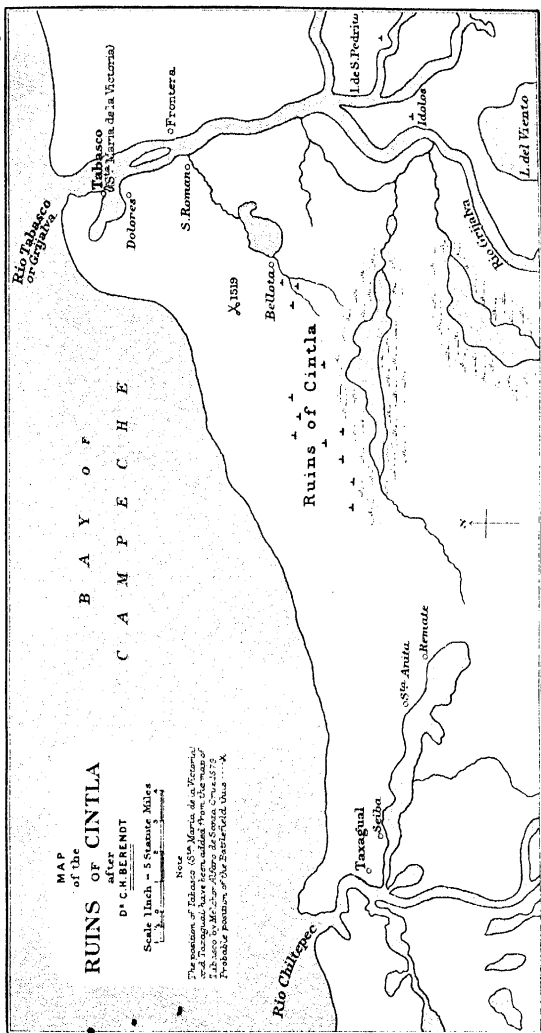 MAP
of the
RUINS OF CINTLA
after
Dr C.H. BERENDT
Scale 1 Inch – 5 Statute Miles
Note
The position of Tabasco (Sta Maria de la Victoria)
and Taxagual have been added from the map of
Tabasco by Melchor Alfaro de Santa Cruz 1579
Probable position of the Battlefield thus
BAY OF
CAMPECHE
Rio Tabasco
or Grijalva
Tabasco
(Sta Maria de la Victoria)
Dolores
Frontera
S. Romano
1519
Bellota
Ruins of Cintla
I. de S. Pedrito
Idolos
Rio Grijalva
L. del Viento
N
Sta Anita
Remate
Taxagual
Seiba
Rio Chiltepec